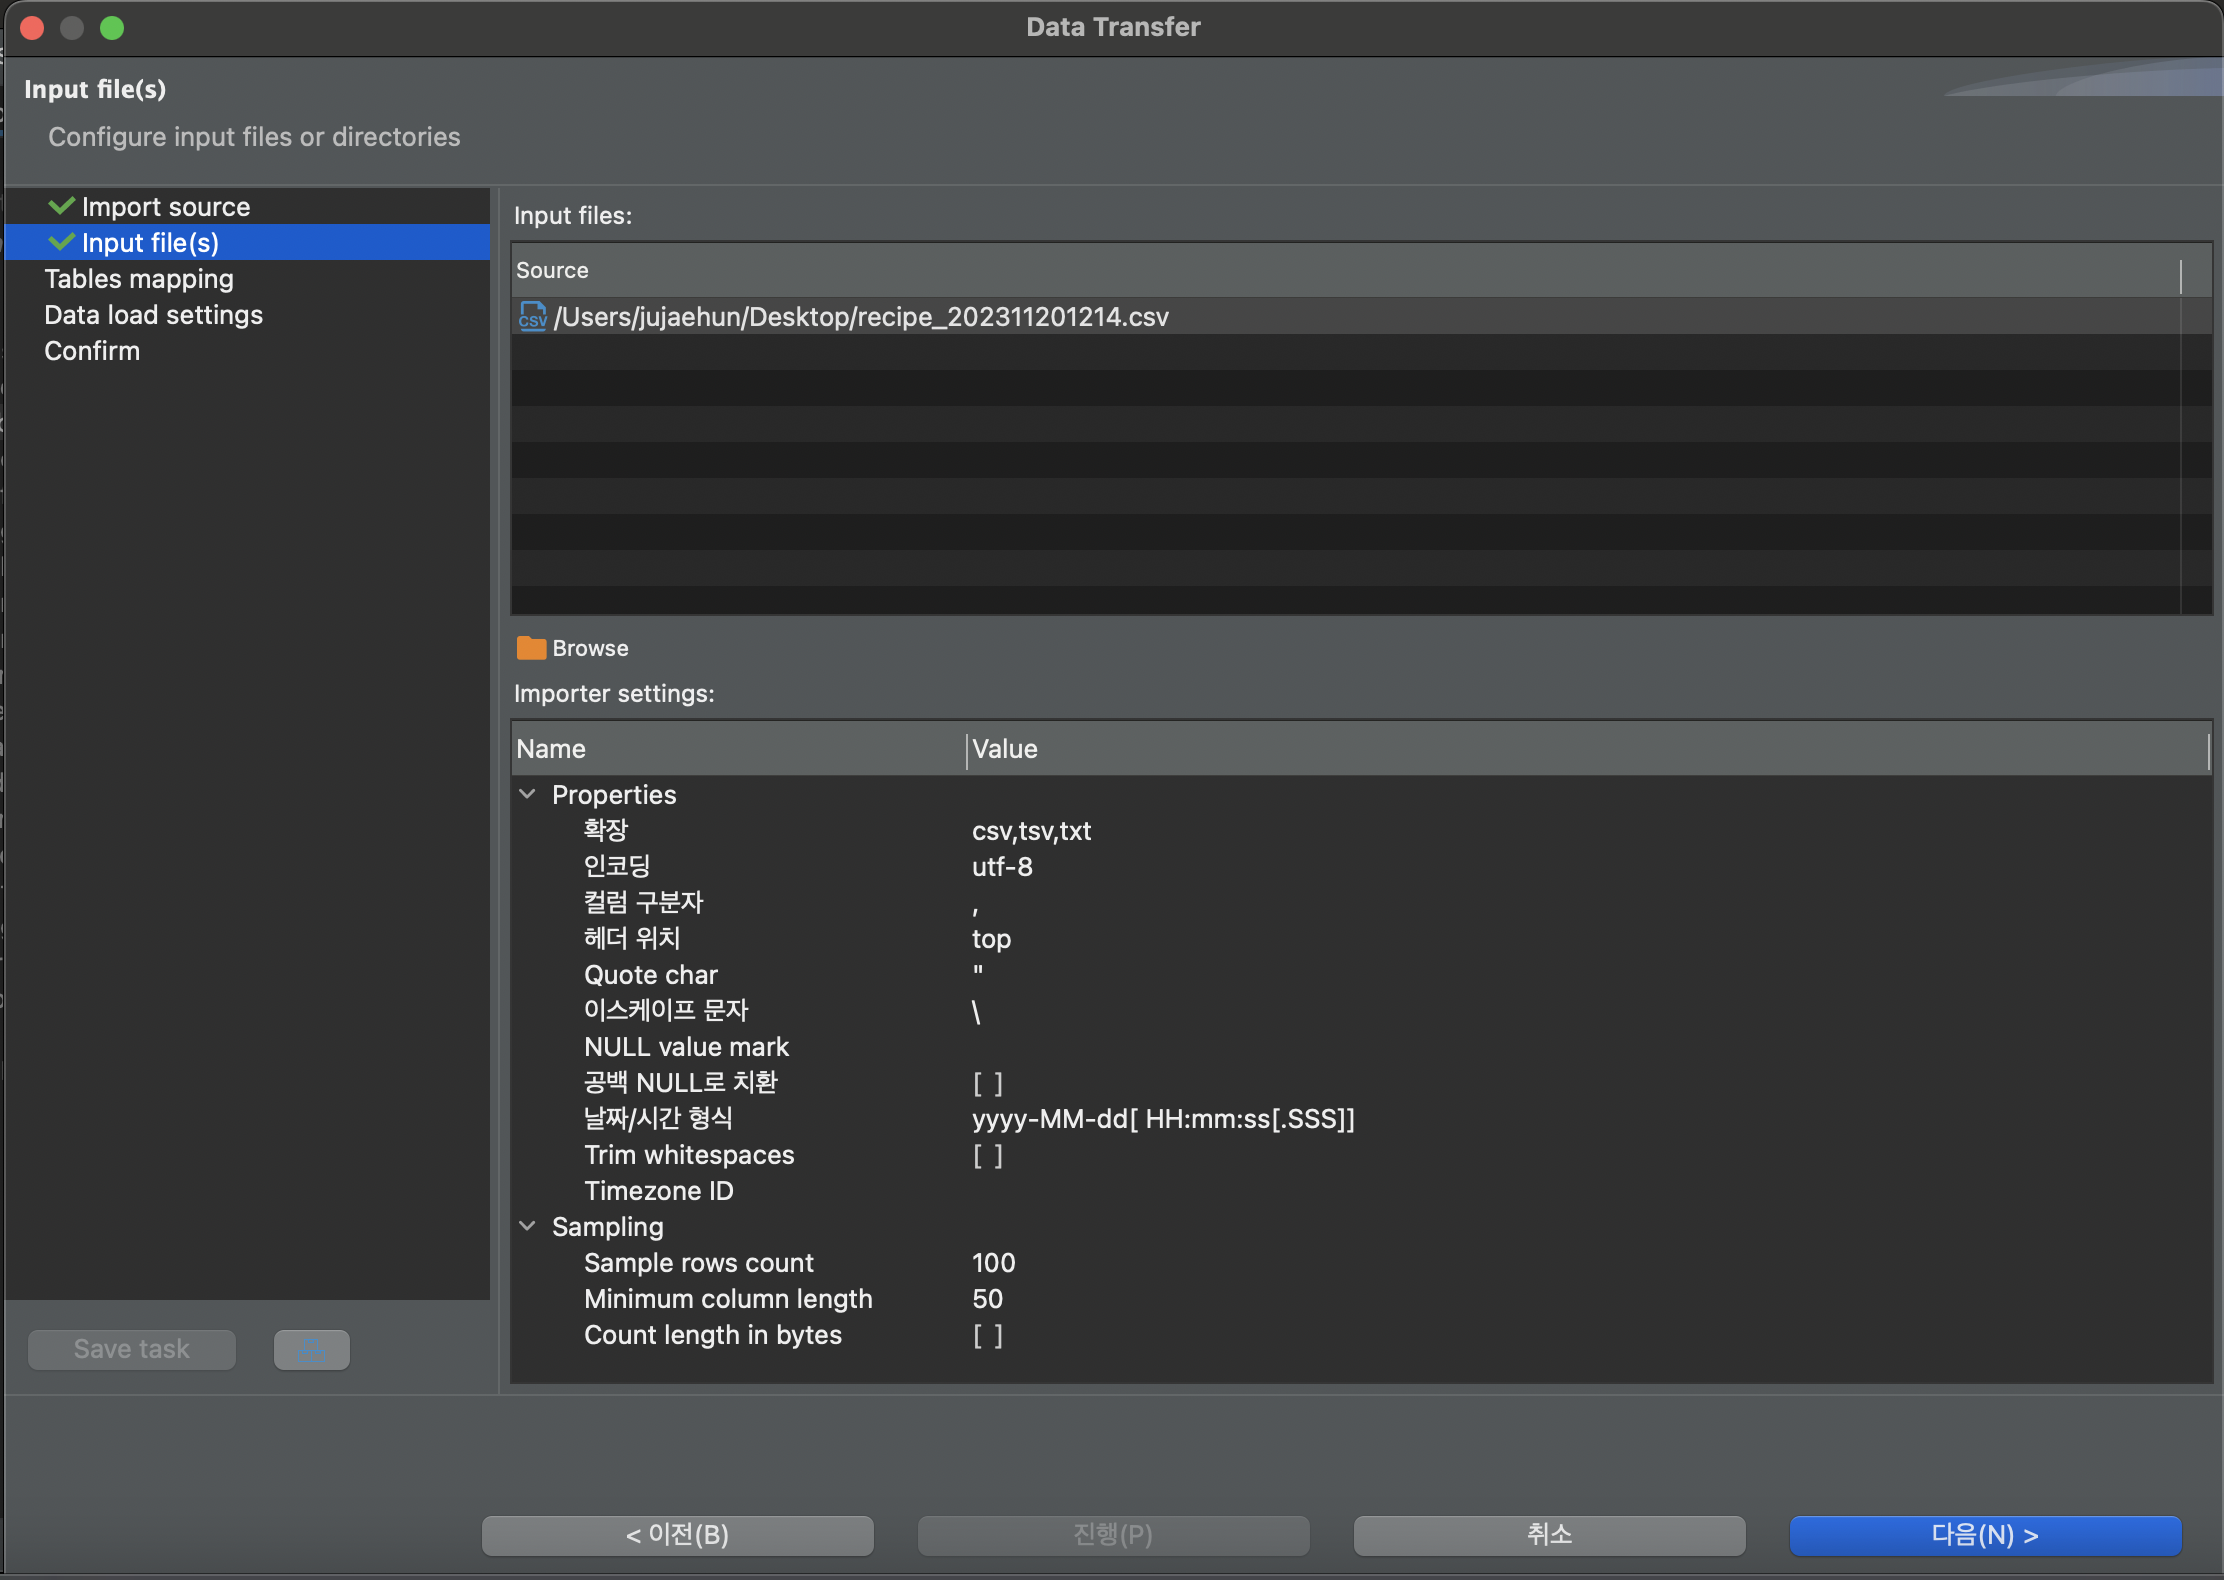 Data Transfer
Input file(s)
Configure input files or directories
Import source
Input file(s)
Tables mapping
Data load settings
Confirm
Save task
Input files:
Source
CSV /Users/jujaehun/Desktop/recipe_202311201214.csv
Browse
Importer settings:
Name Value
Properties
확장 csv,tsv,txt
인코딩 utf-8
컬럼 구분자 ,
헤더 위치 top
Quote char "
이스케이프 문자 \
NULL value mark
공백 NULL로 치환 [ ]
날짜/시간 형식 yyyy-MM-dd[ HH:mm:ss[.SSS]]
Trim whitespaces [ ]
Timezone ID
Sampling
Sample rows count 100
Minimum column length 50
Count length in bytes [ ]
< 이전(B) 진행(P) 취소 다음(N) >